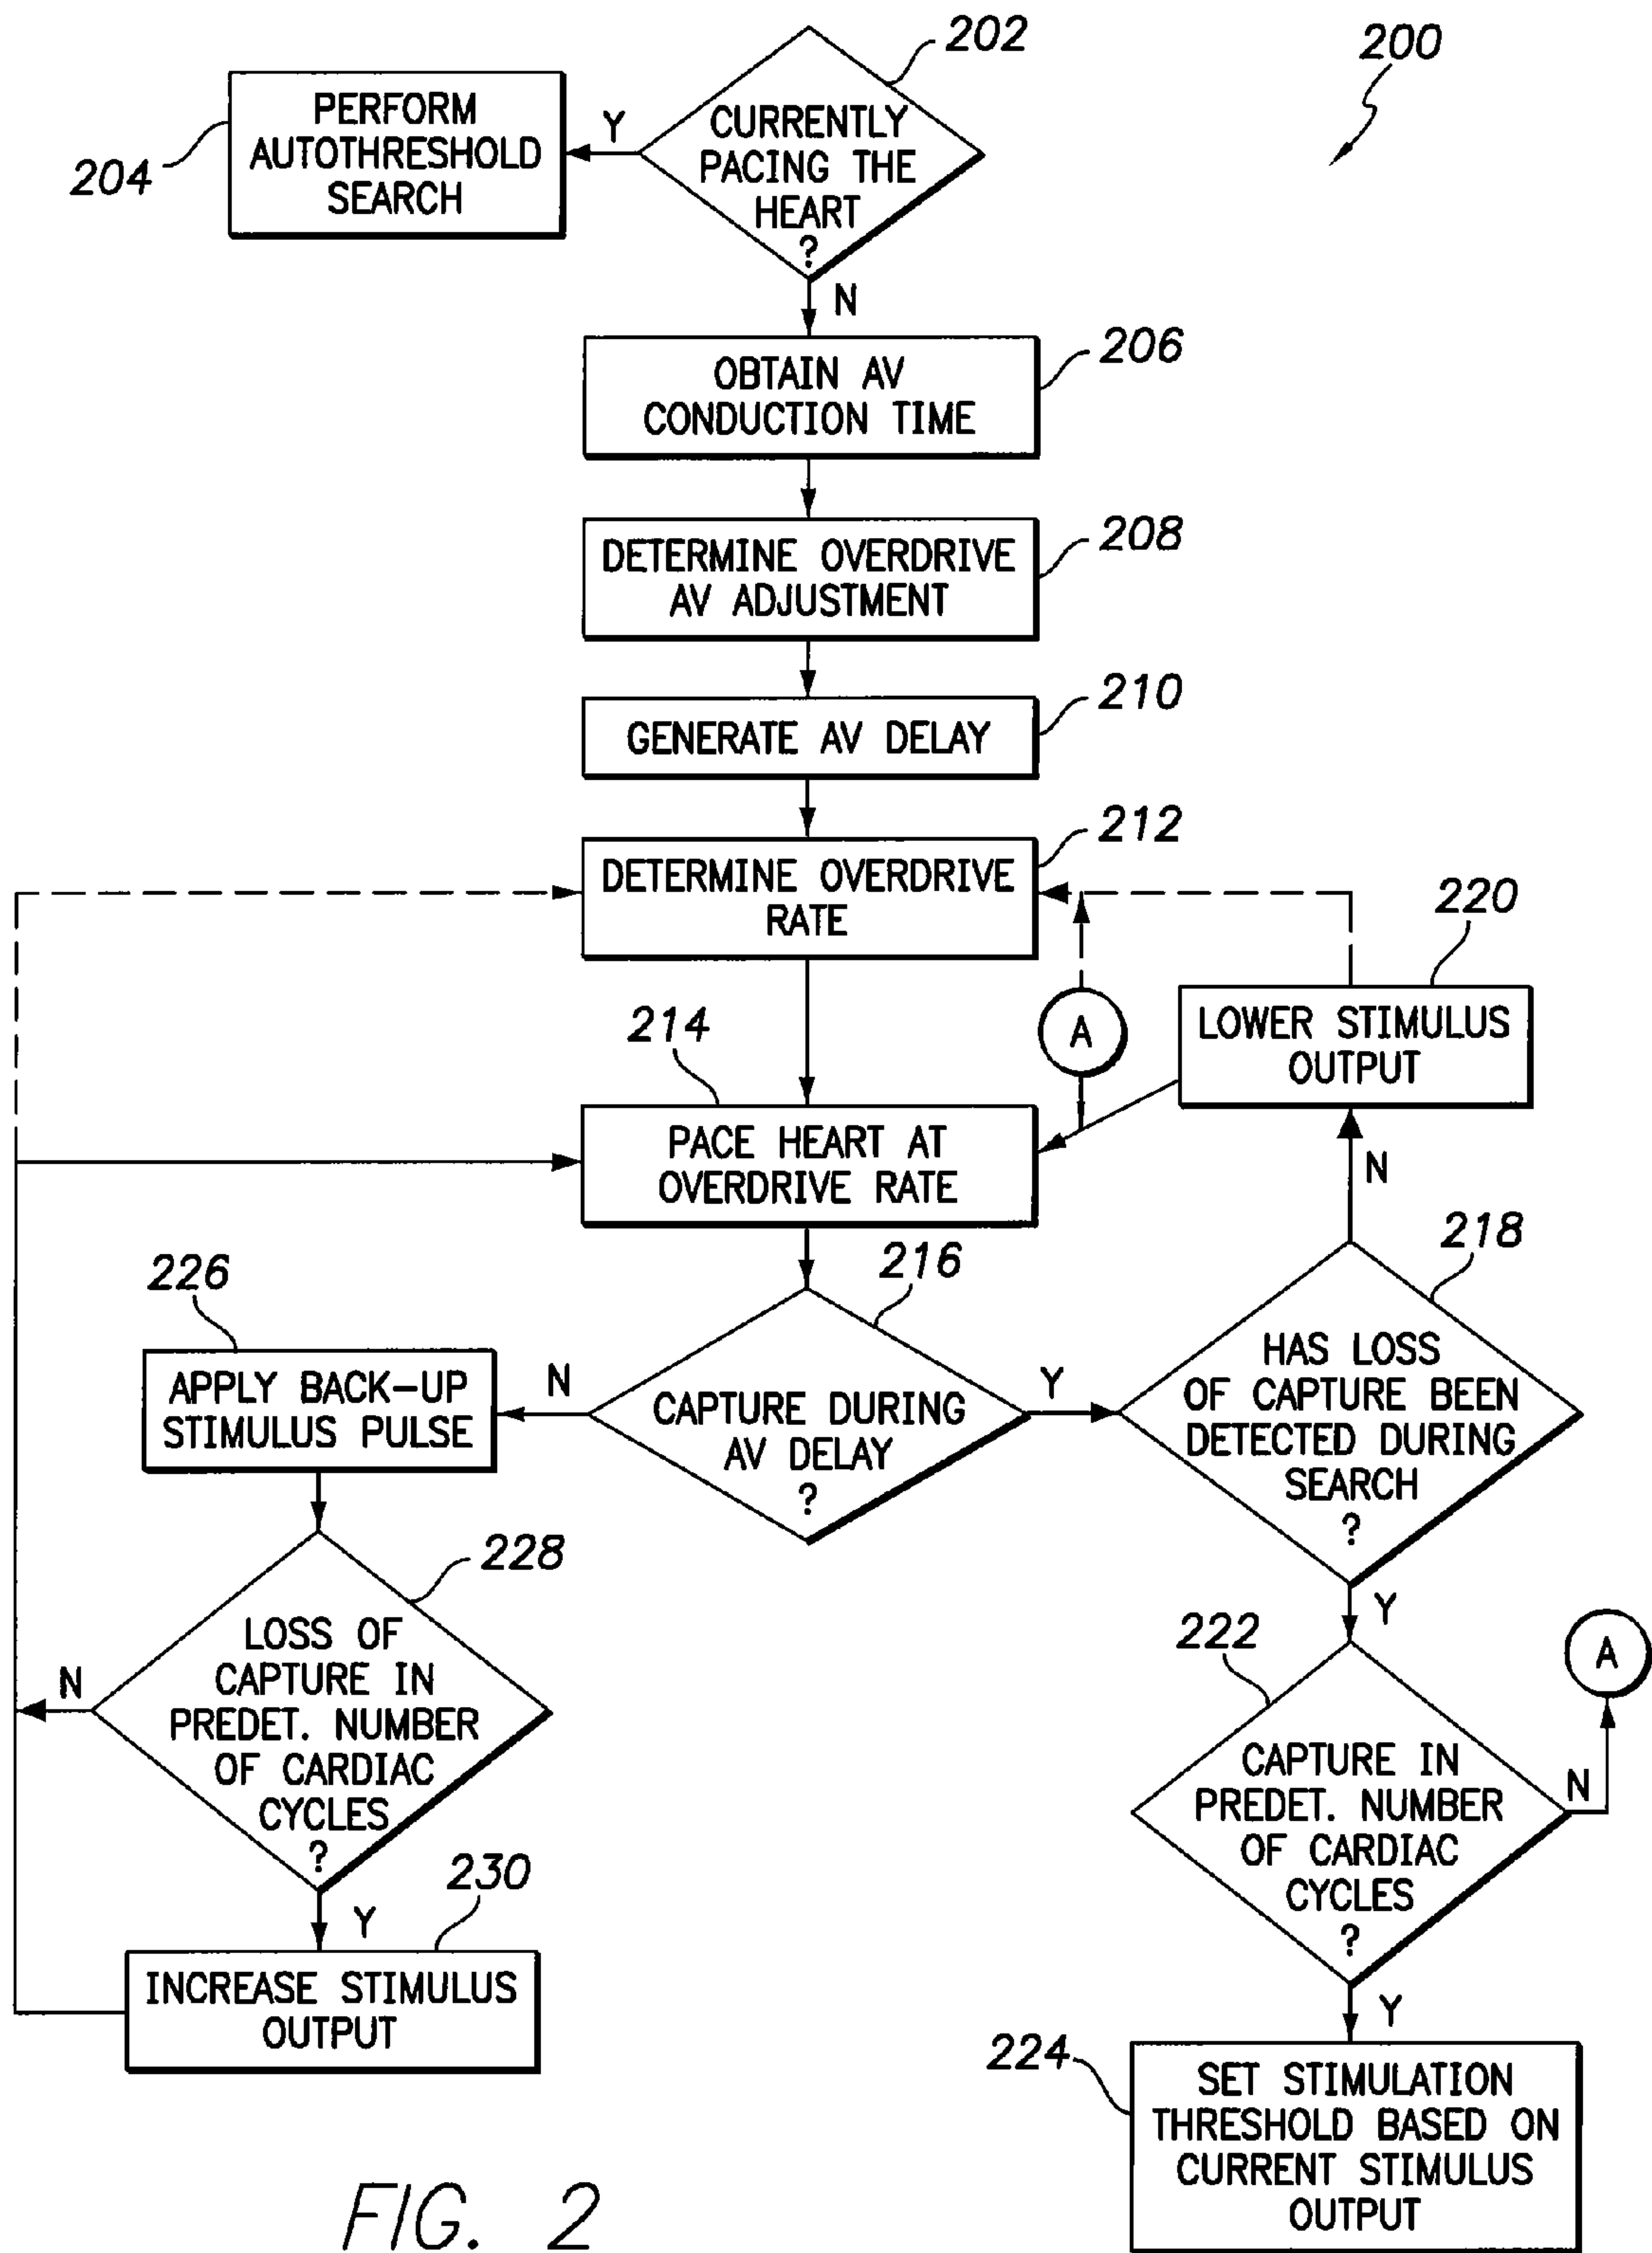 202
200
204
PERFORM
AUTOTHRESHOLD
SEARCH
Y
CURRENTLY
PACING THE
HEART
?
N
206
OBTAIN AV
CONDUCTION TIME
208
DETERMINE OVERDRIVE
AV ADJUSTMENT
210
GENERATE AV DELAY
212
DETERMINE OVERDRIVE
RATE
220
LOWER STIMULUS
OUTPUT
A
214
PACE HEART AT
OVERDRIVE RATE
N
218
216
226
APPLY BACK-UP
STIMULUS PULSE
N
CAPTURE DURING
AV DELAY
?
Y
HAS LOSS
OF CAPTURE BEEN
DETECTED DURING
SEARCH
?
Y
228
LOSS OF
CAPTURE IN
PREDET. NUMBER
OF CARDIAC
CYCLES
?
N
Y
222
A
CAPTURE IN
PREDET. NUMBER
OF CARDIAC
CYCLES
?
N
Y
230
INCREASE STIMULUS
OUTPUT
224
SET STIMULATION
THRESHOLD BASED ON
CURRENT STIMULUS
OUTPUT
FIG. 2